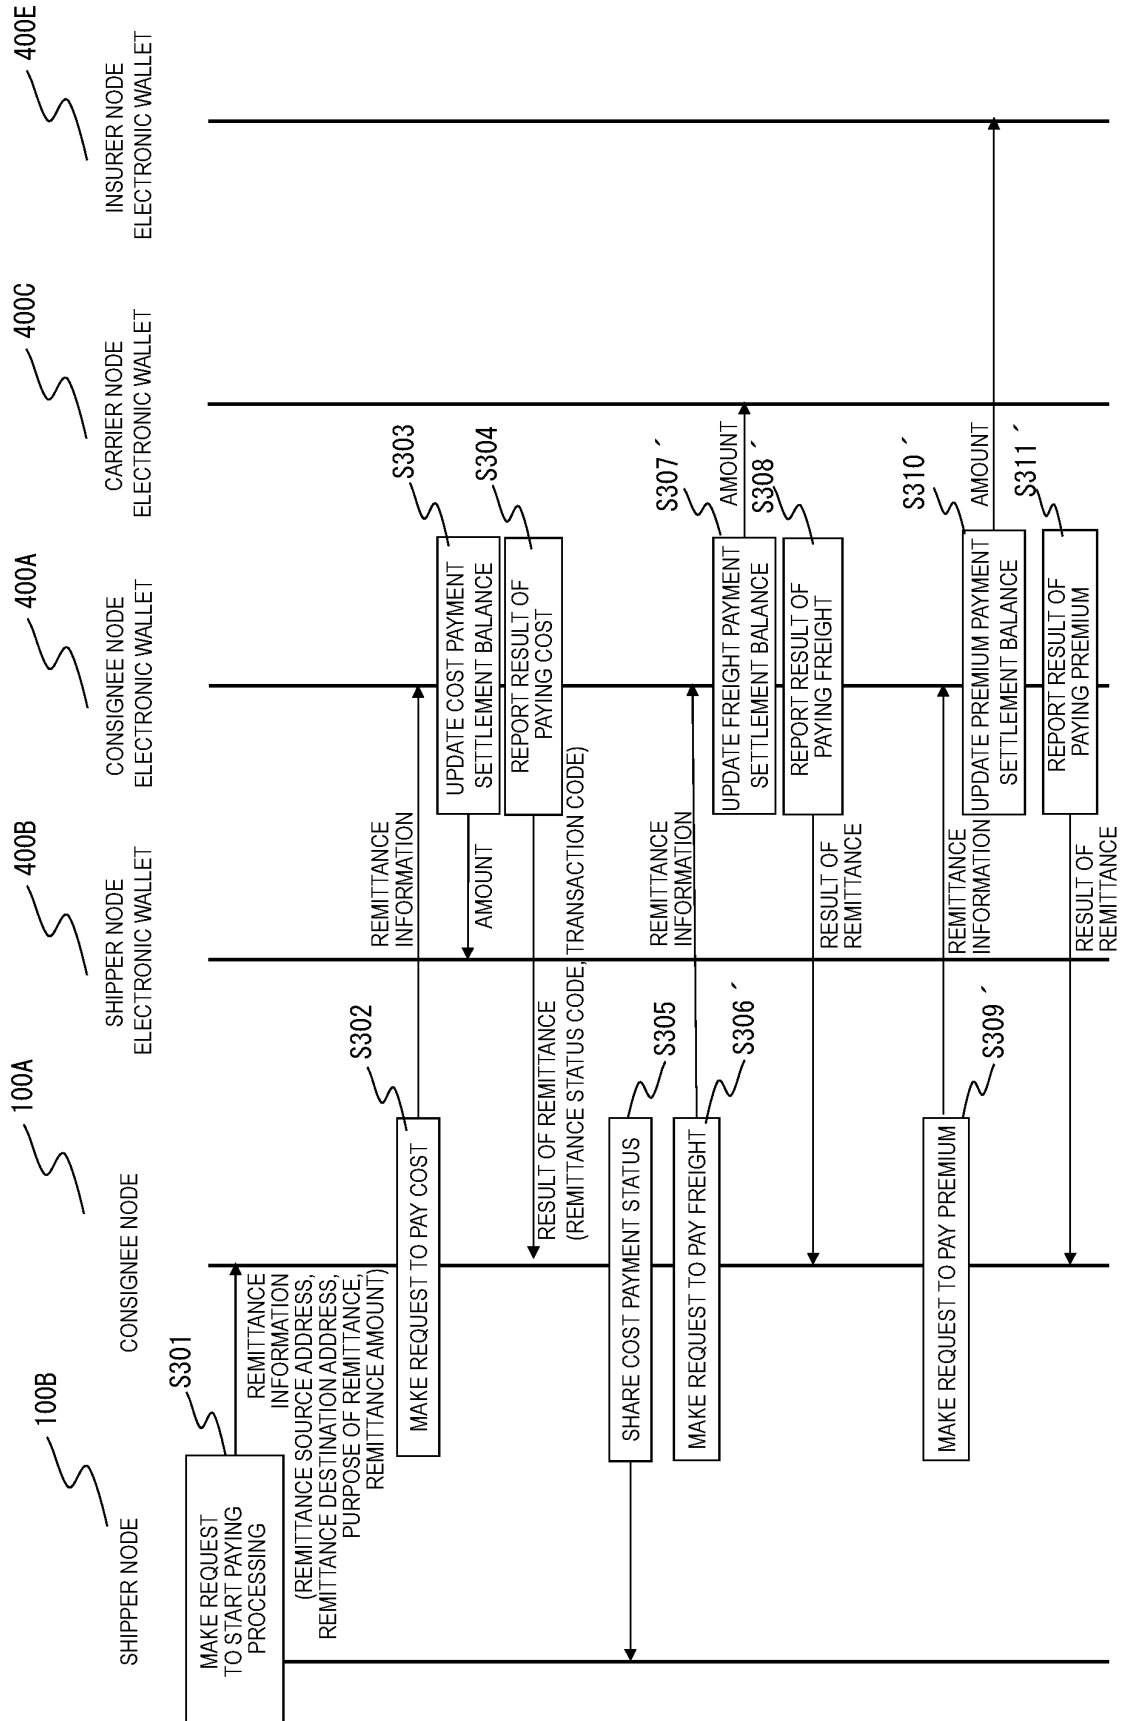 100B
SHIPPER NODE
100A
CONSIGNEE NODE
400B
SHIPPER NODE
ELECTRONIC WALLET
400A
CONSIGNEE NODE
ELECTRONIC WALLET
400C
CARRIER NODE
ELECTRONIC WALLET
400E
INSURER NODE
ELECTRONIC WALLET
S301
MAKE REQUEST
TO START PAYING
PROCESSING
REMITTANCE
INFORMATION
(REMITTANCE SOURCE ADDRESS,
REMITTANCE DESTINATION ADDRESS,
PURPOSE OF REMITTANCE,
REMITTANCE AMOUNT)
S302
MAKE REQUEST TO PAY COST
REMITTANCE
INFORMATION
S303
UPDATE COST PAYMENT
SETTLEMENT BALANCE
AMOUNT
S304
REPORT RESULT OF
PAYING COST
RESULT OF REMITTANCE
(REMITTANCE STATUS CODE, TRANSACTION CODE)
S305
SHARE COST PAYMENT STATUS
S306´
MAKE REQUEST TO PAY FREIGHT
REMITTANCE
INFORMATION
S307´
UPDATE FREIGHT PAYMENT
SETTLEMENT BALANCE
AMOUNT
S308´
REPORT RESULT OF
PAYING FREIGHT
RESULT OF
REMITTANCE
S309´
MAKE REQUEST TO PAY PREMIUM
REMITTANCE
INFORMATION
S310´
UPDATE PREMIUM PAYMENT
SETTLEMENT BALANCE
AMOUNT
S311´
REPORT RESULT OF
PAYING PREMIUM
RESULT OF
REMITTANCE